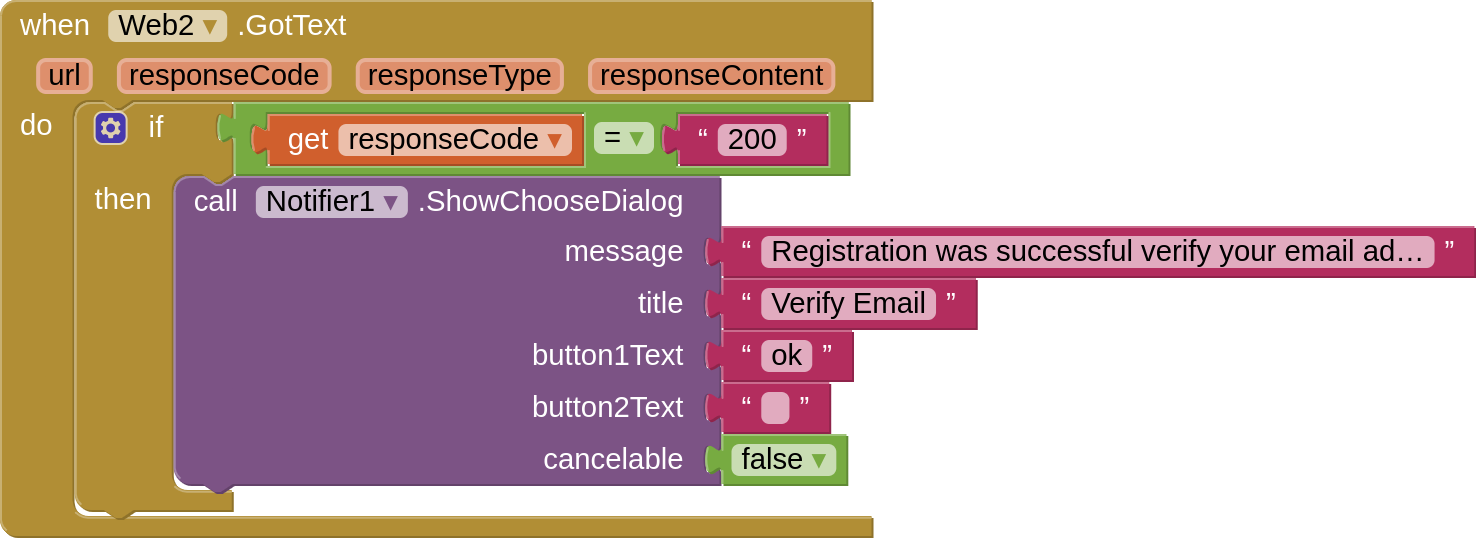 when Web2 ▾ .GotText
url responseCode responseType responseContent
do if get responseCode ▾ = ▾ “ 200 ”
then call Notifier1 ▾ .ShowChooseDialog
message “ Registration was successful verify your email ad… ”
title “ Verify Email ”
button1Text “ ok ”
button2Text “ ”
cancelable false ▾